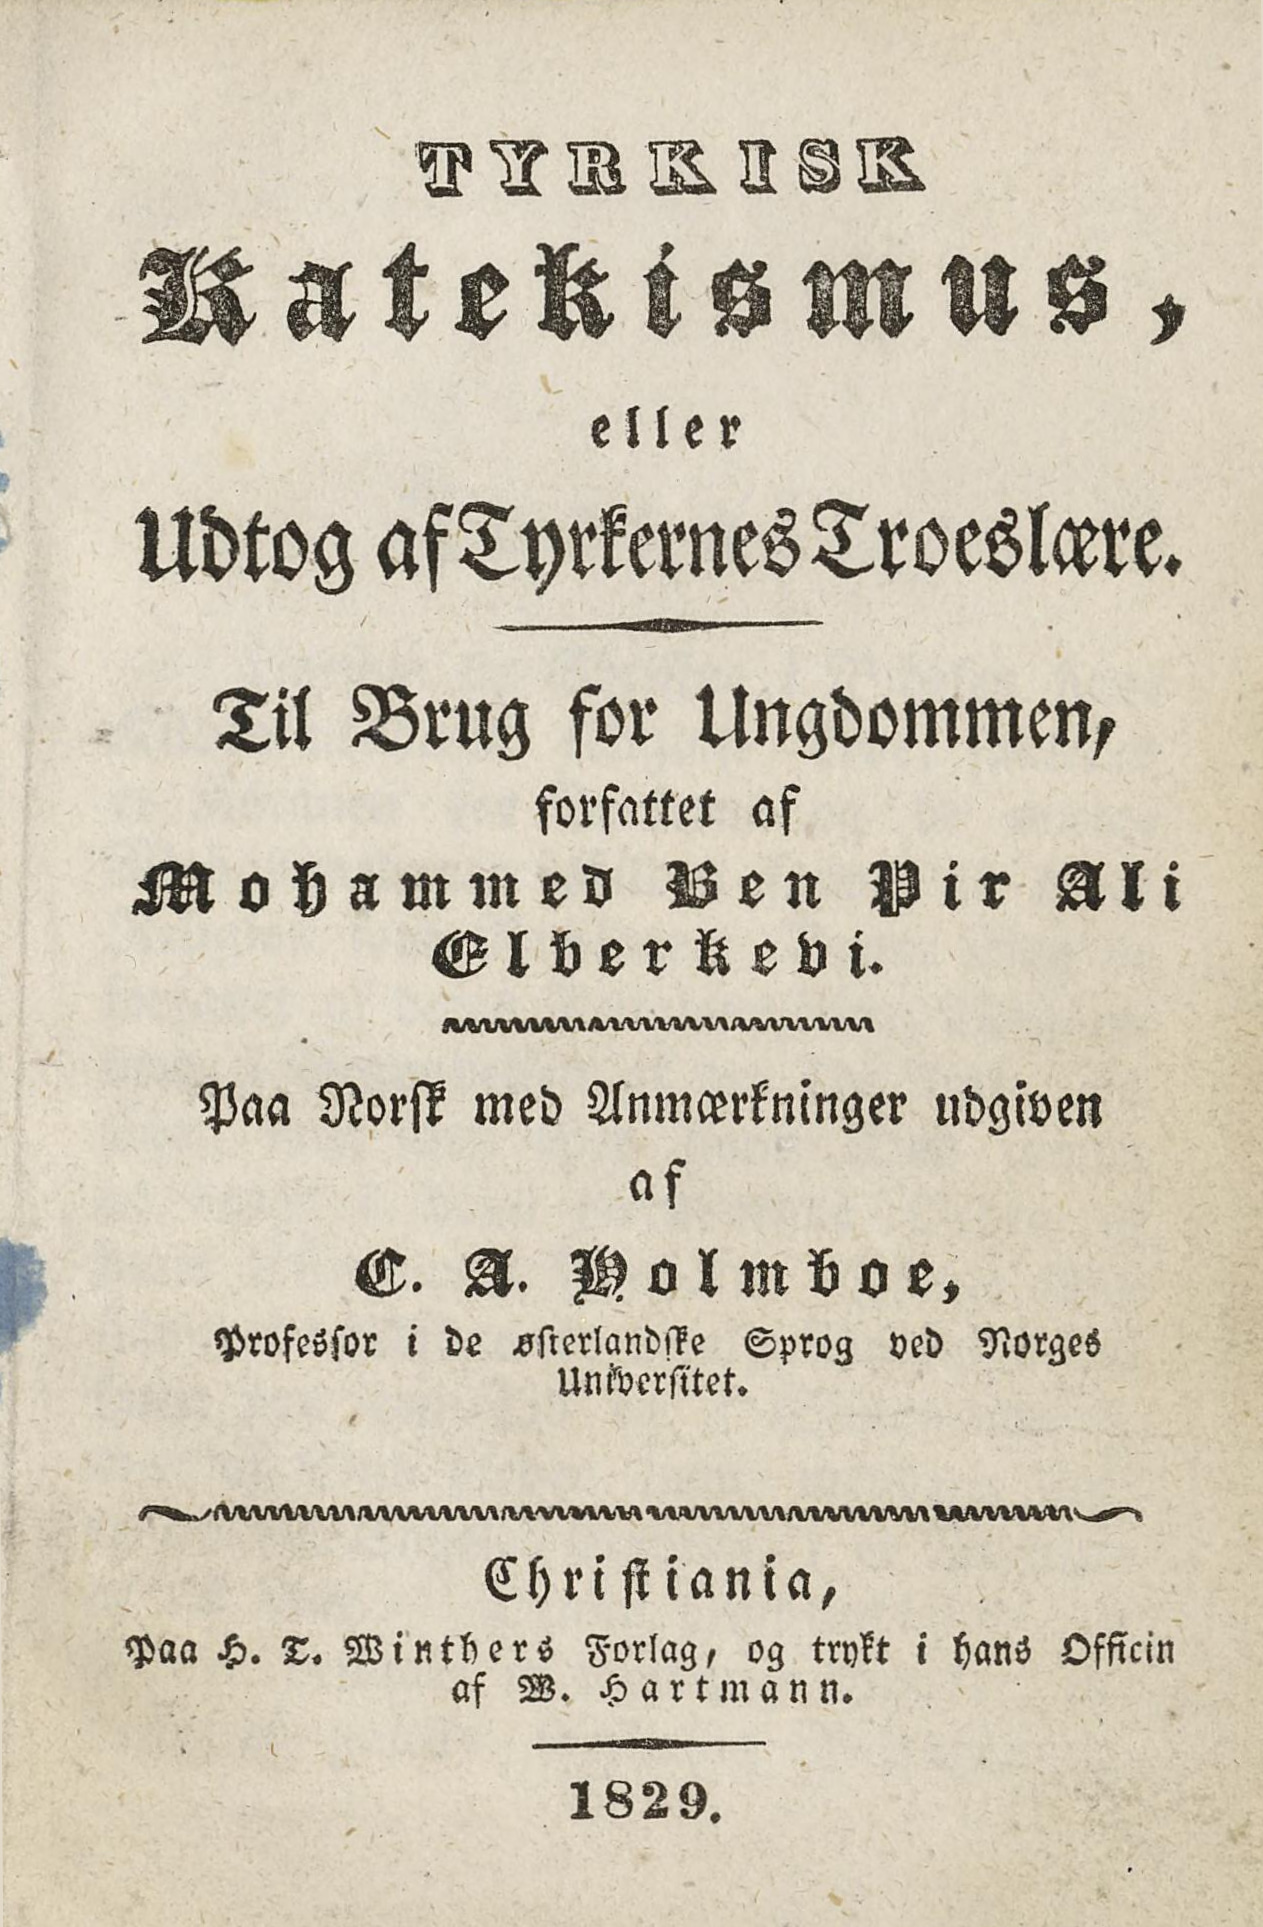 TYRKISK
Katekismus,
eller
Udtog af Tyrkernes Troeslære.
Til Brug for Ungdommen,
forfattet af
Mohammed Ben Pir Ali
Elberkevi.
Paa Norsk med Anmærkninger udgiven
af
C. A. Holmboe,
Professor i de østerlandske Sprog ved Norges
Universitet.
Christiania,
Paa H. T. Winthers Forlag, og trykt i hans Officin
af W. Hartmann.
1829.